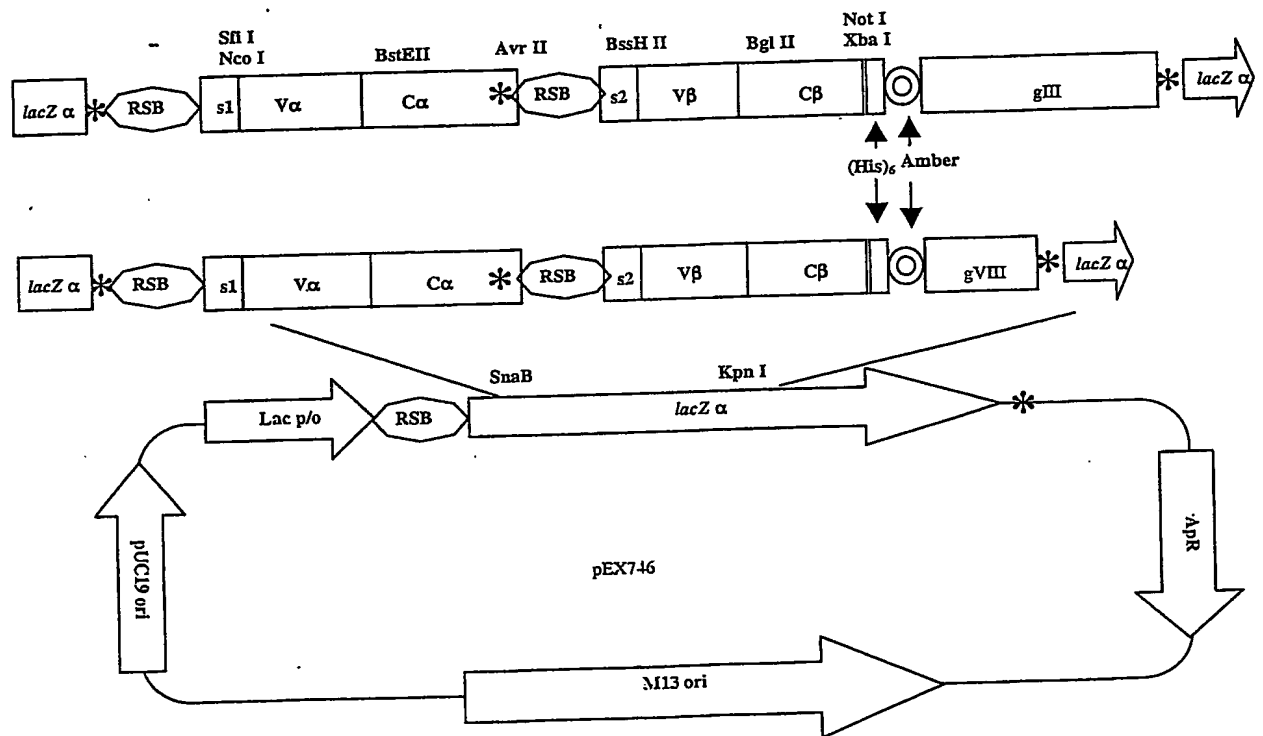 Sfi I
Nco I
BstEII
Avr II
BssH II
Bgl II
Not I
Xba I
lacZ α * RSB s1 Vα Cα * RSB s2 Vβ Cβ gIII * lacZ α
(His)6 Amber
lacZ α * RSB s1 Vα Cα * RSB s2 Vβ Cβ gVIII * lacZ α
SnaB
Kpn I
Lac p/o RSB lacZ α *
pUC19 ori
ApR
pEX746
M13 ori